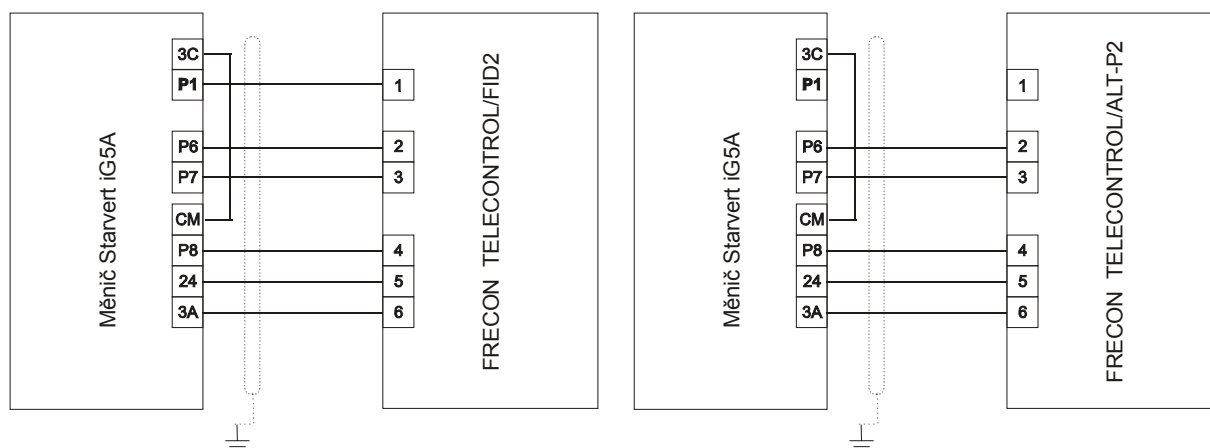 Měnič Starvert iG5A
3C
P1
P6
P7
CM
P8
24
3A
1
2
3
4
5
6
FRECON TELECONTROL/FID2
Měnič Starvert iG5A
3C
P1
P6
P7
CM
P8
24
3A
1
2
3
4
5
6
FRECON TELECONTROL/ALT-P2